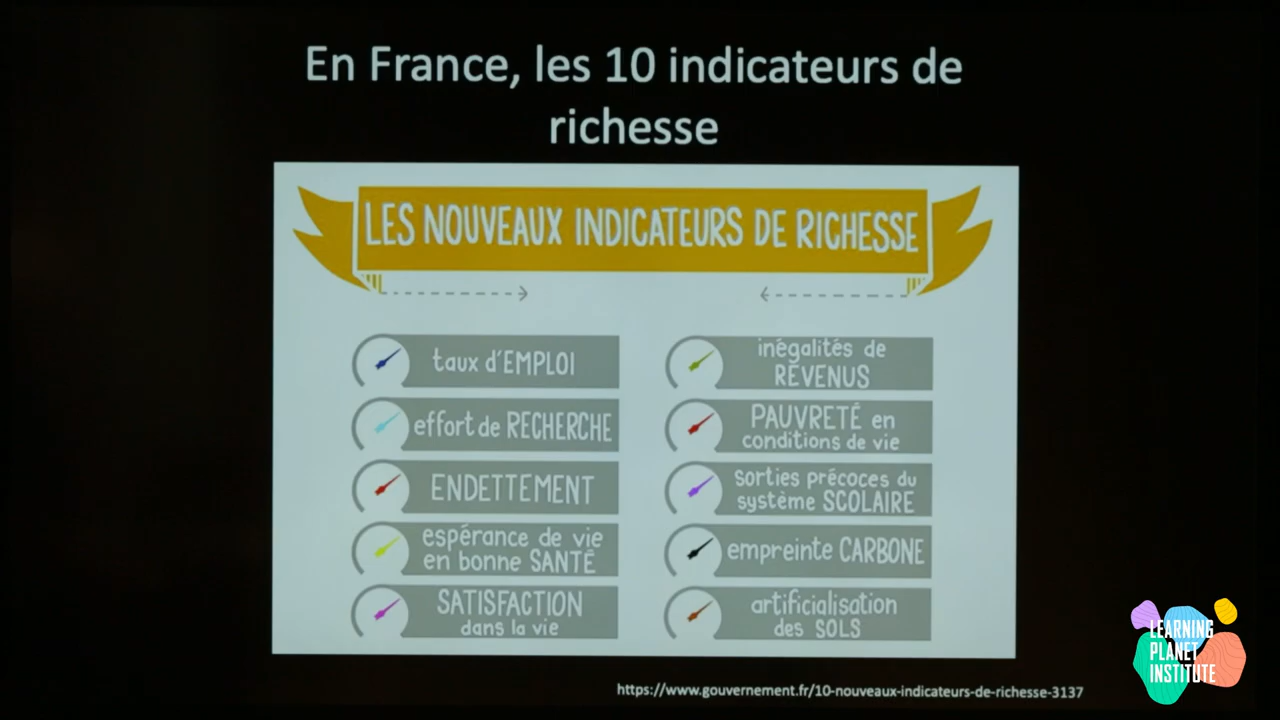 En France, les 10 indicateurs de
richesse
LES NOUVEAUX INDICATEURS DE RICHESSE
taux d'EMPLOI
effort de RECHERCHE
ENDETTEMENT
espérance de vie
en bonne SANTÉ
SATISFACTION
dans la vie
inégalités de
REVENUS
PAUVRETÉ en
conditions de vie
sorties précoces du
système SCOLAIRE
empreinte CARBONE
artificialisation
des SOLS
https://www.gouvernement.fr/10-nouveaux-indicateurs-de-richesse-3137
LEARNING
PLANET
INSTITUTE